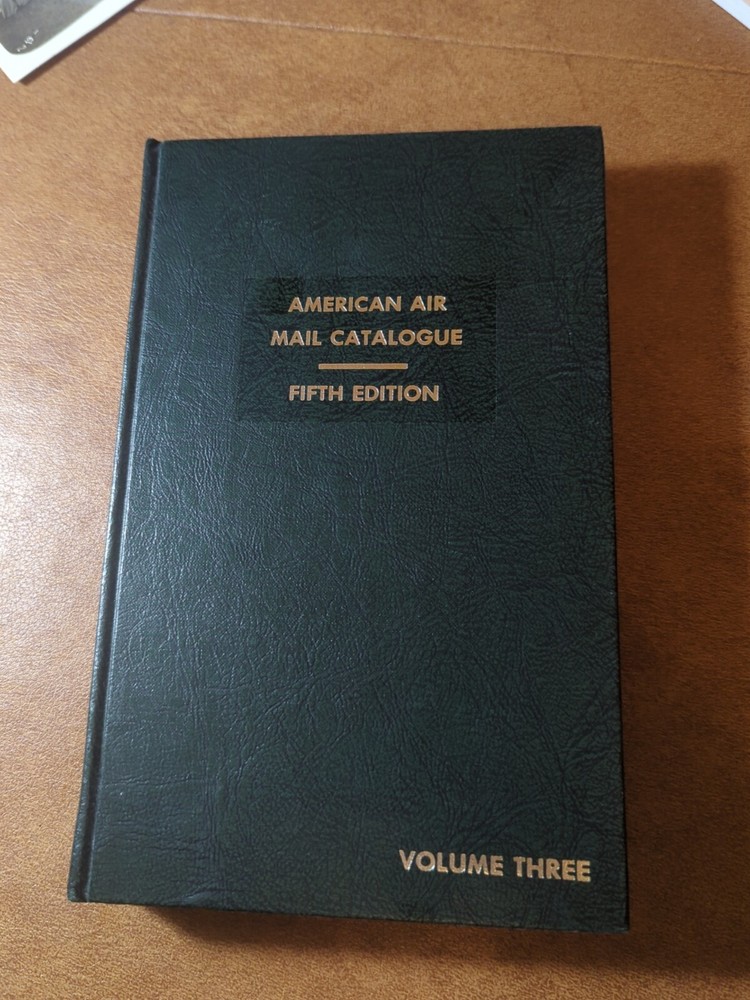 AMERICAN AIR
MAIL CATALOGUE
FIFTH EDITION
VOLUME THREE